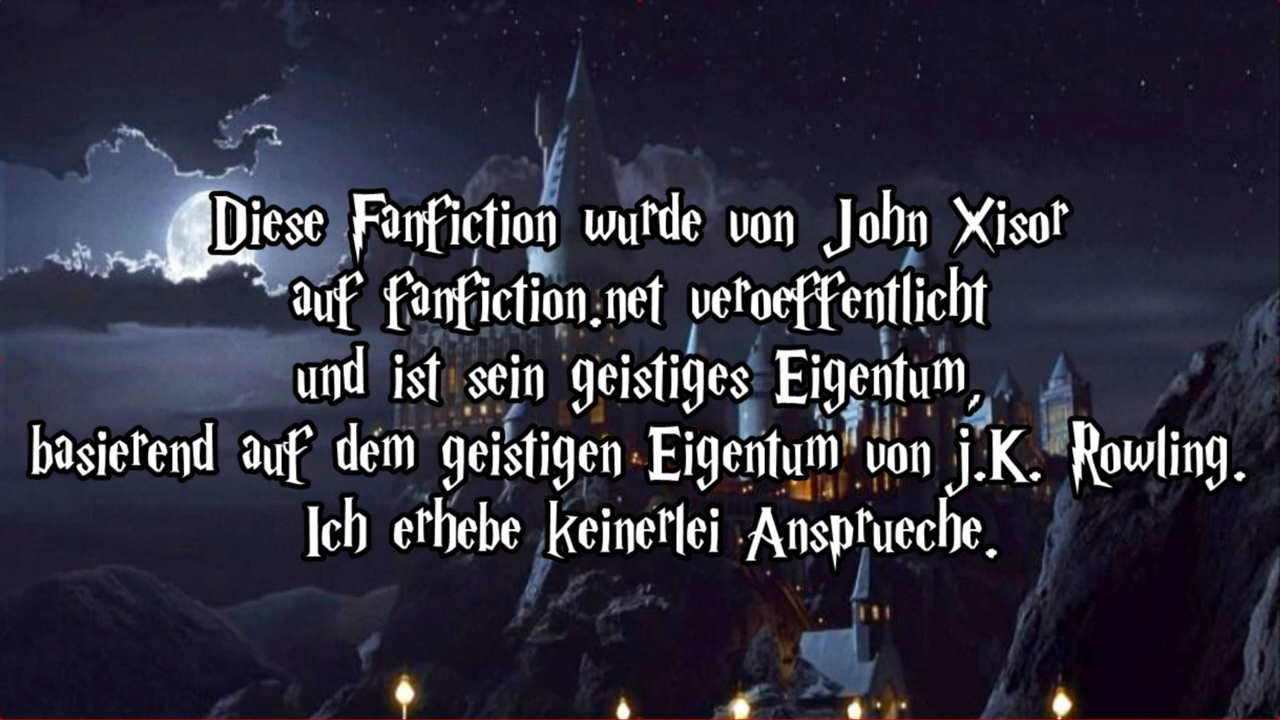 Diese Fanfiction wurde von John Xisor
auf fanfiction.net veroeffentlicht
und ist sein geistiges Eigentum,
basierend auf dem geistigen Eigentum von j.K. Rowling.
Ich erhebe keinerlei Ansprueche.